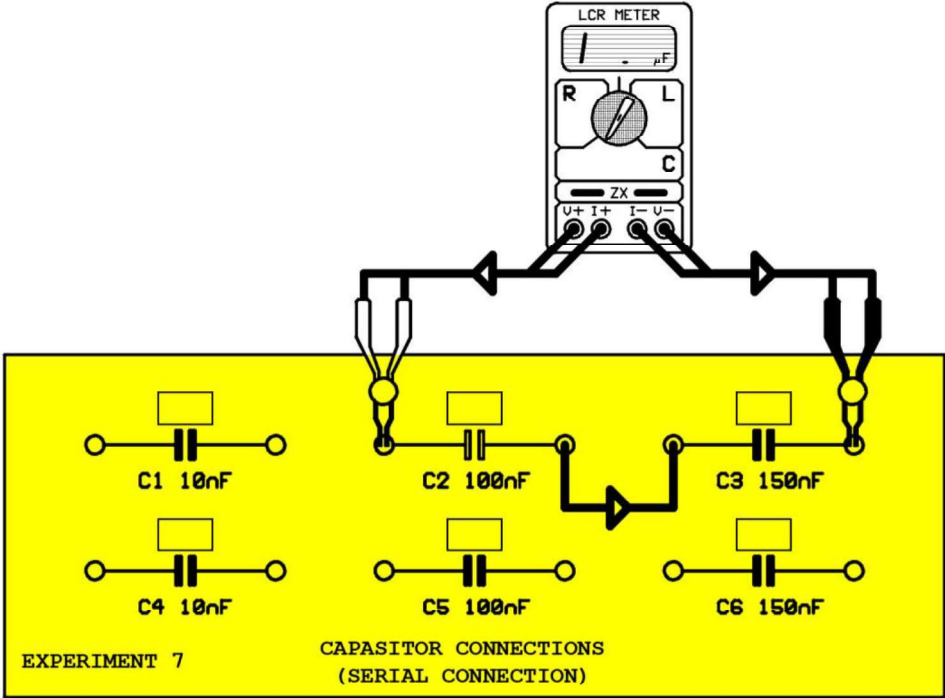 LCR METER
1 . µF
R L
C
ZX
V+ I+ I- V-
C1 10nF C2 100nF C3 150nF
C4 10nF C5 100nF C6 150nF
EXPERIMENT 7
CAPASITOR CONNECTIONS
(SERIAL CONNECTION)